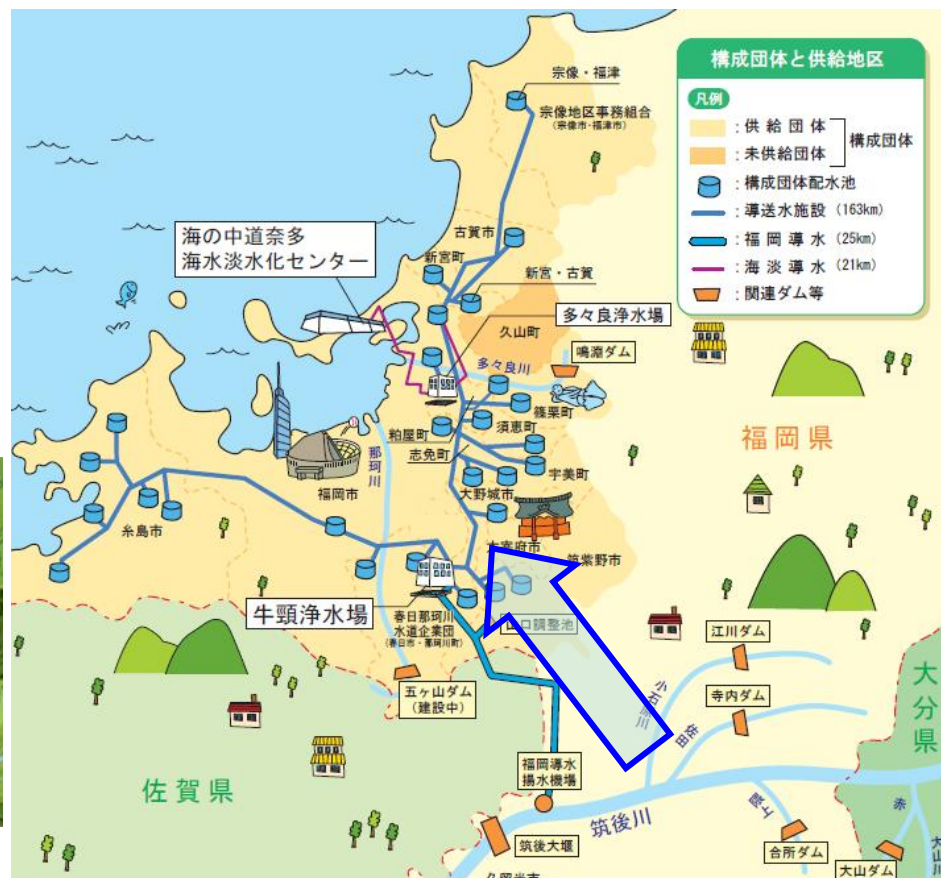 構成団体と供給地区
凡例
：供給団体
：未供給団体
構成団体
：構成団体配水池
：導送水施設（163km）
：福岡導水（25km）
：海淡導水（21km）
：関連ダム等
宗像・福津
宗像地区事務組合
（宗像市・福津市）
海の中道奈多
海水淡水化センター
古賀市
新宮町
新宮・古賀
多々良浄水場
久山町
鳴淵ダム
多々良川
篠栗町
須恵町
粕屋町
志免町
宇美町
福岡県
那珂川
福岡市
大野城市
糸島市
太宰府市
筑紫野市
牛頸浄水場
春日那珂川
水道企業団
（春日市・那珂川町）
山口調整池
江川ダム
小石原川
寺内ダム
佐田
大分県
五ヶ山ダム
（建設中）
佐賀県
福岡導水
揚水機場
筑後川
筑後大堰
隈上
合所ダム
赤
大山川
大山ダム
久留米市